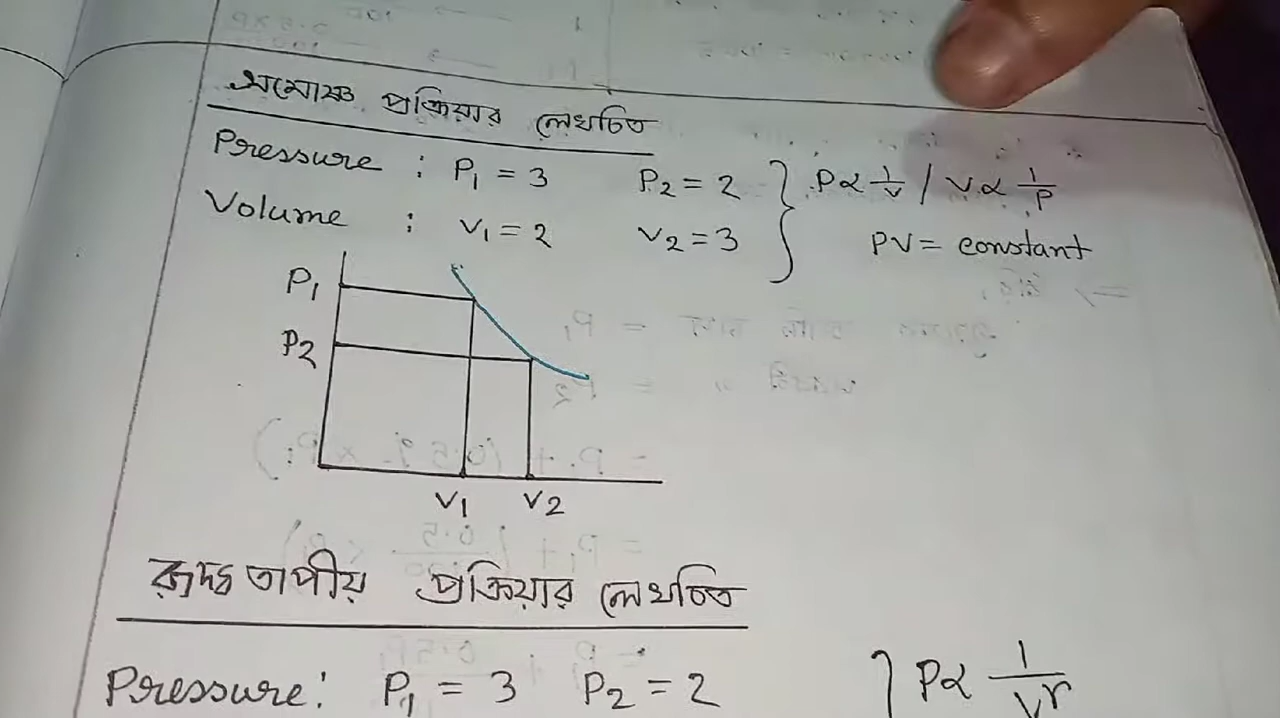 সমোষ্ণ প্রক্রিয়ার লেখচিত
Pressure : P₁ = 3 P₂ = 2 } P∝ 1/v / V∝ 1/P
Volume : V₁ = 2 V₂ = 3 PV = constant
P₁
P₂
V₁ V₂
রুদ্ধতাপীয় প্রক্রিয়ার লেখচিত
Pressure: P₁ = 3 P₂ = 2 } P∝ 1/Vʳ